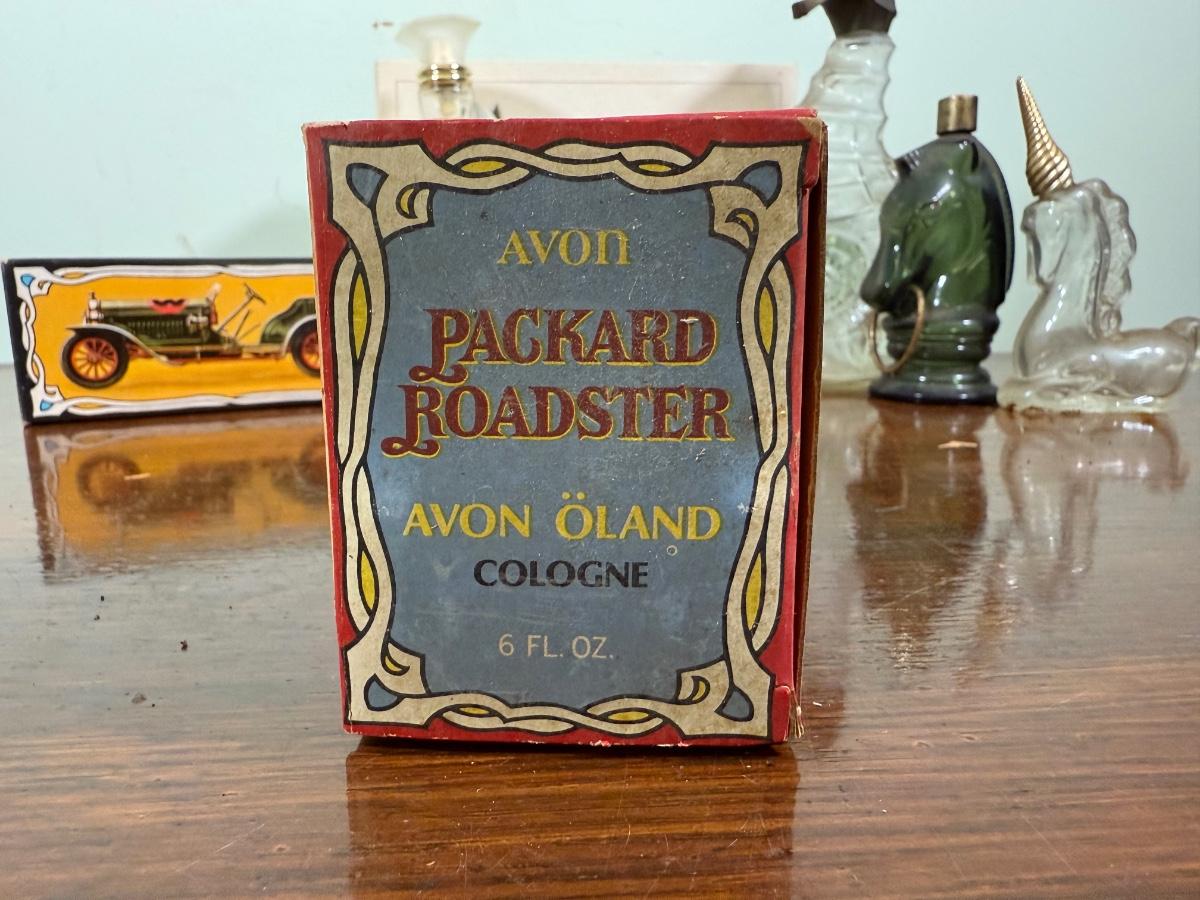 AVON
PACKARD
ROADSTER
AVON ÖLAND
COLOGNE
6 FL. OZ.